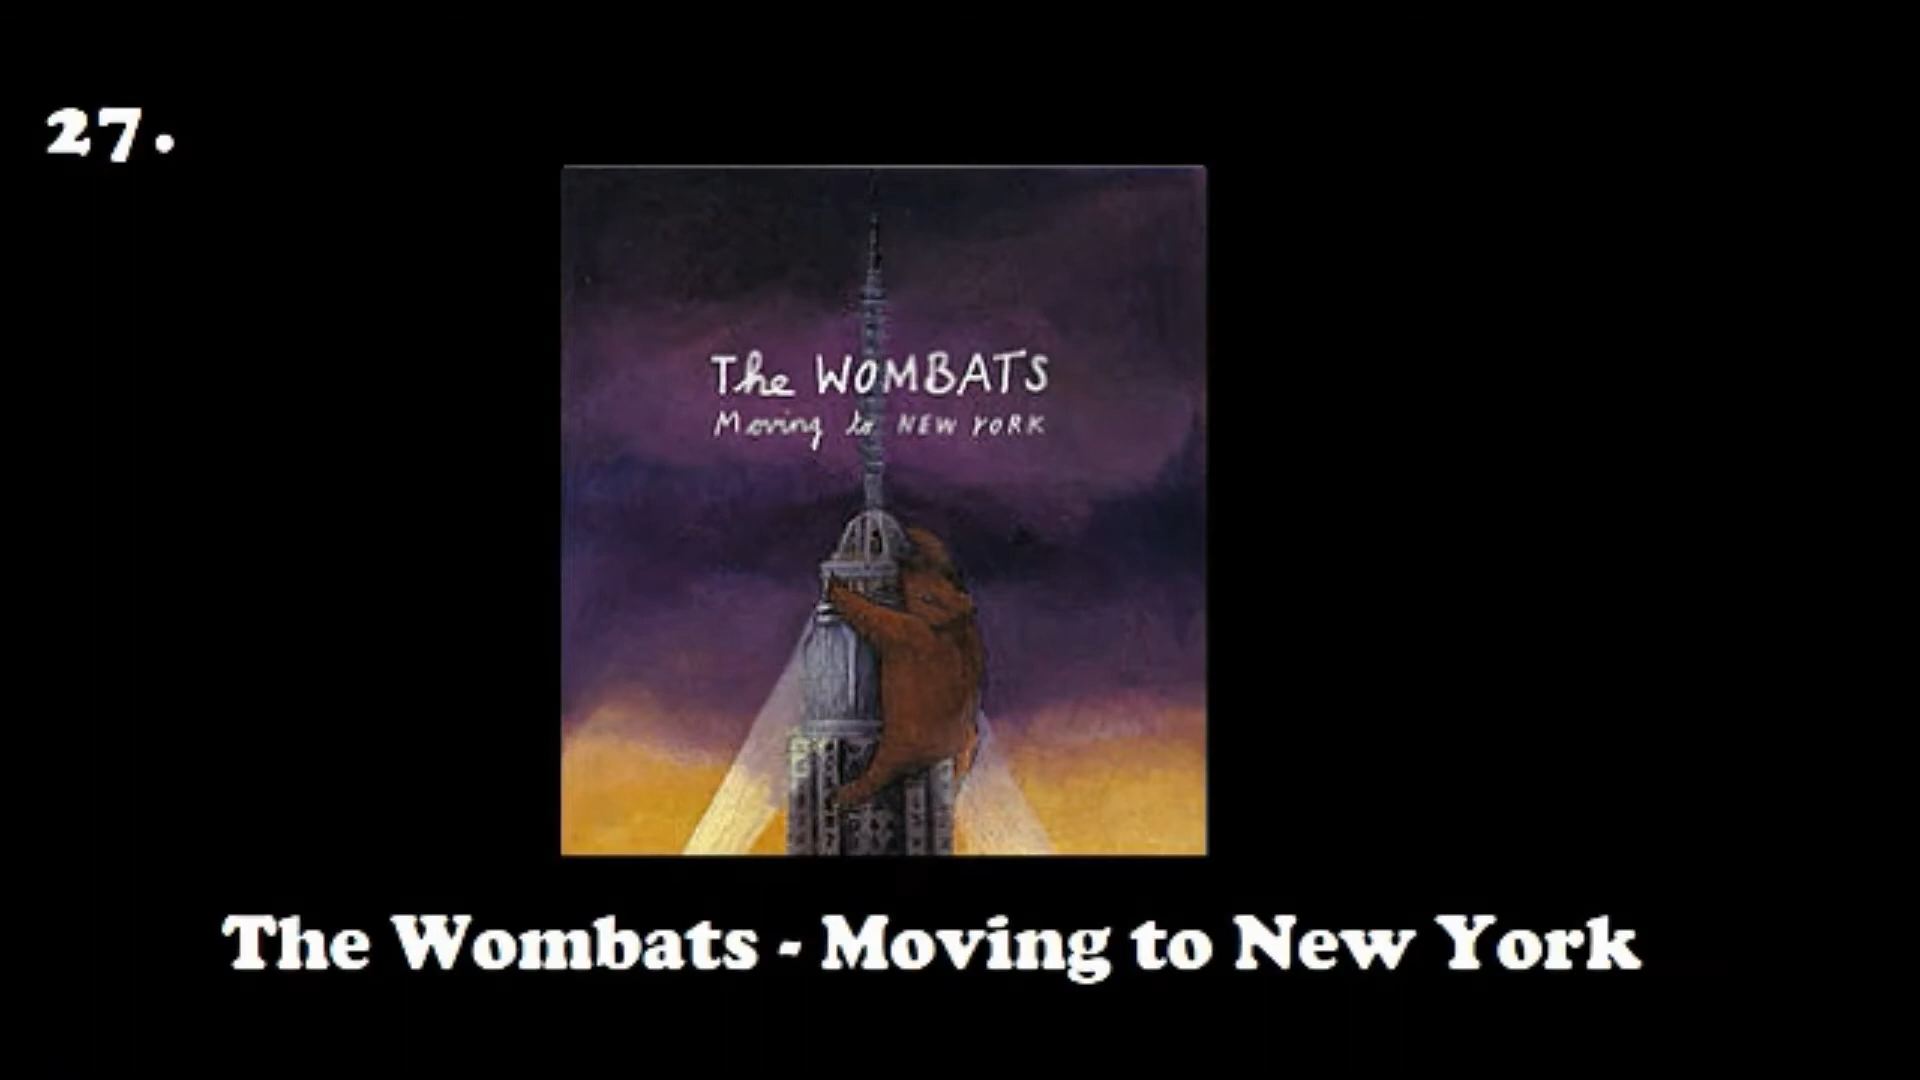 27.
The WOMBATS
Moving to NEW YORK
The Wombats - Moving to New York